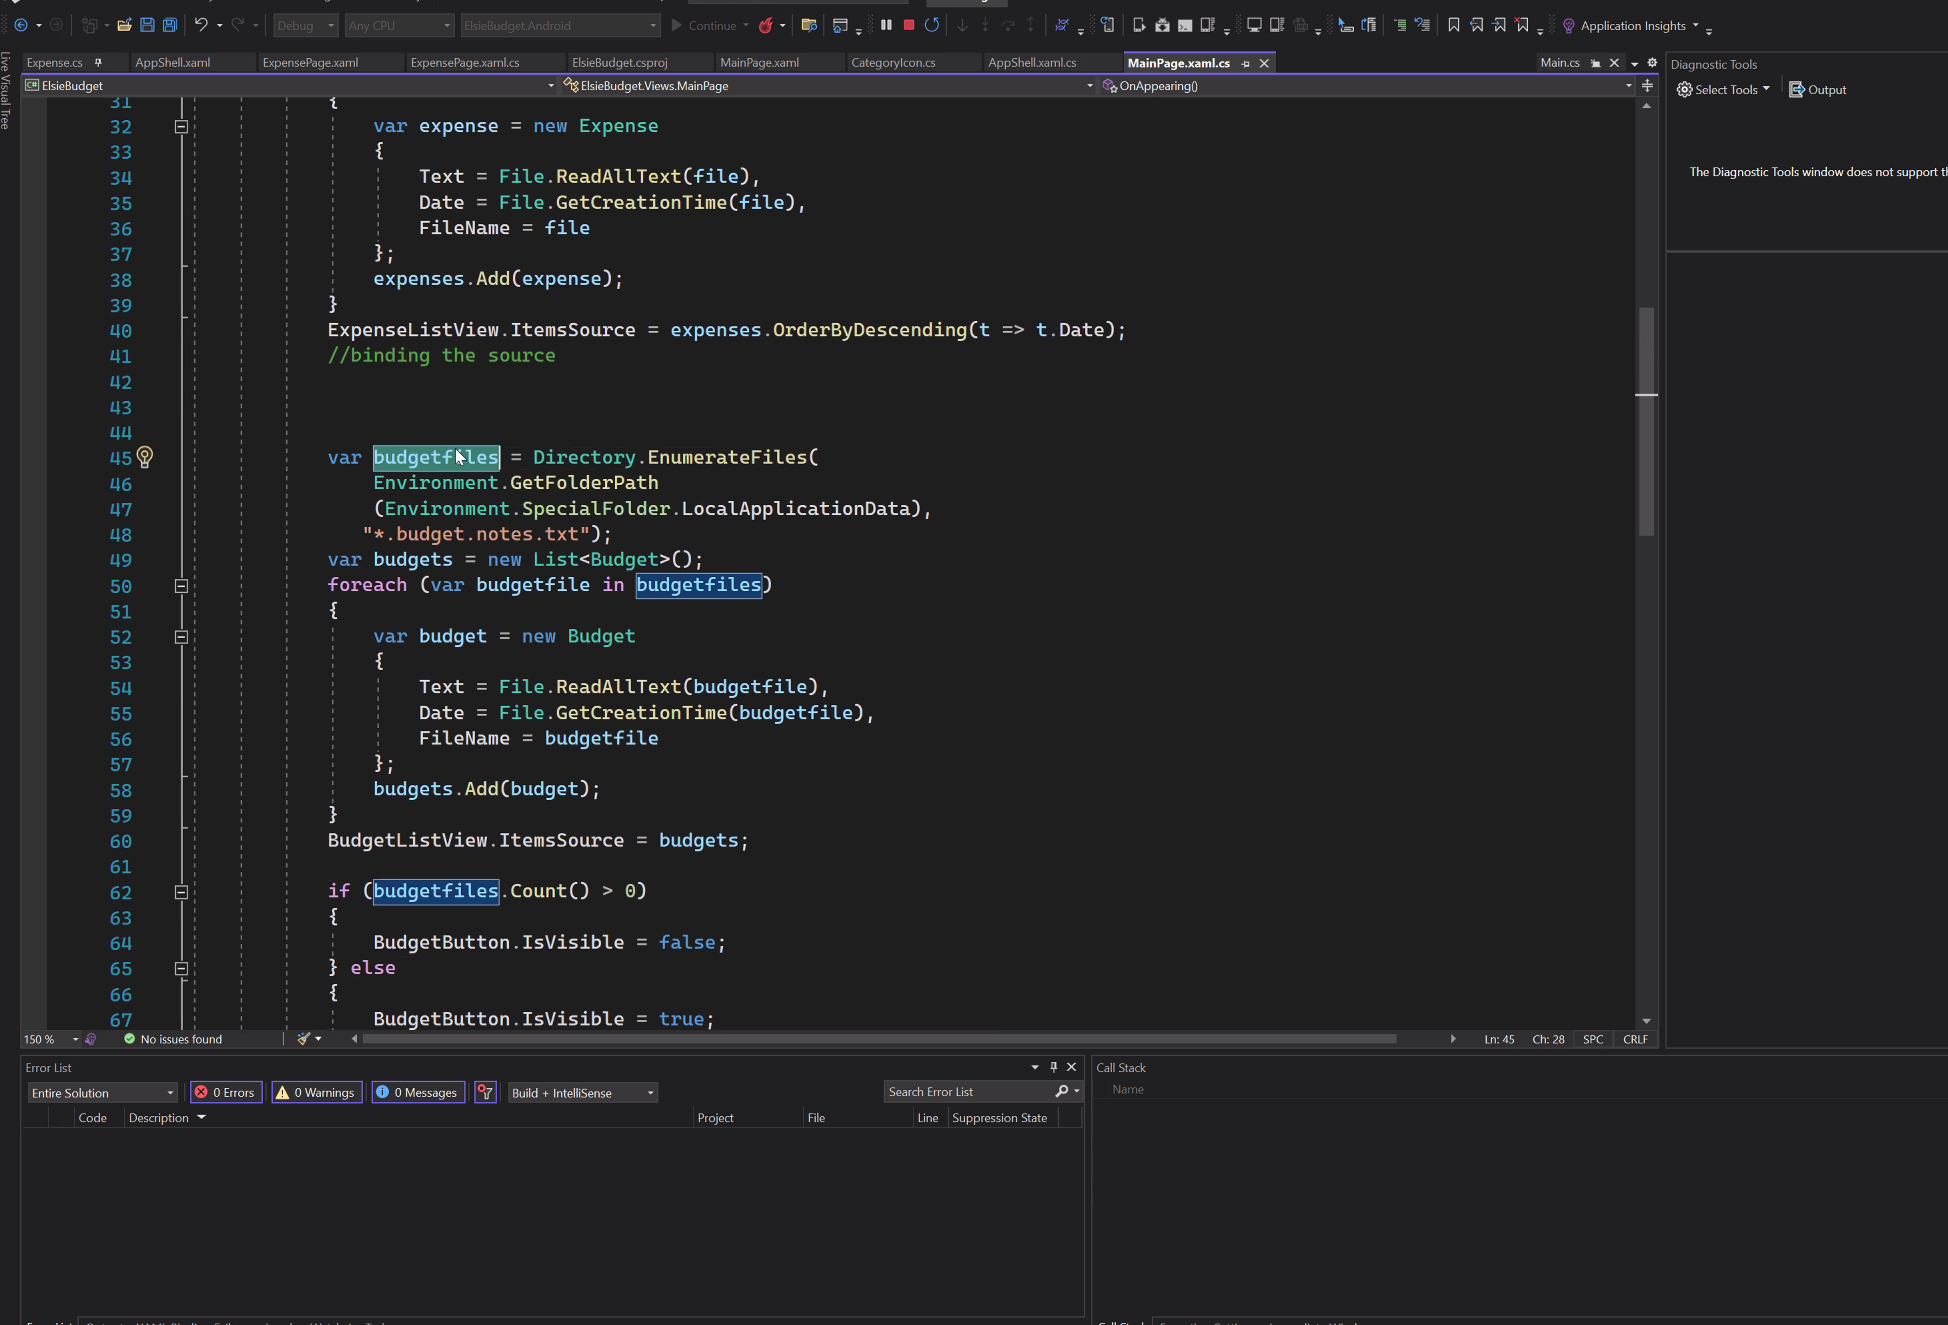 Debug Any CPU ElsieBudget.Android Continue Application Insights
Live Visual Tree
Expense.cs AppShell.xaml ExpensePage.xaml ExpensePage.xaml.cs ElsieBudget.csproj MainPage.xaml CategoryIcon.cs AppShell.xaml.cs MainPage.xaml.cs Main.cs
ElsieBudget ElsieBudget.Views.MainPage OnAppearing()
31 {
32 var expense = new Expense
33 {
34 Text = File.ReadAllText(file),
35 Date = File.GetCreationTime(file),
36 FileName = file
37 };
38 expenses.Add(expense);
39 }
40 ExpenseListView.ItemsSource = expenses.OrderByDescending(t => t.Date);
41 //binding the source
42
43
44
45 var budgetfiles = Directory.EnumerateFiles(
46 Environment.GetFolderPath
47 (Environment.SpecialFolder.LocalApplicationData),
48 "*.budget.notes.txt");
49 var budgets = new List<Budget>();
50 foreach (var budgetfile in budgetfiles)
51 {
52 var budget = new Budget
53 {
54 Text = File.ReadAllText(budgetfile),
55 Date = File.GetCreationTime(budgetfile),
56 FileName = budgetfile
57 };
58 budgets.Add(budget);
59 }
60 BudgetListView.ItemsSource = budgets;
61
62 if (budgetfiles.Count() > 0)
63 {
64 BudgetButton.IsVisible = false;
65 } else
66 {
67 BudgetButton.IsVisible = true;
150 % No issues found Ln: 45 Ch: 28 SPC CRLF
Diagnostic Tools
Select Tools Output
The Diagnostic Tools window does not support
Error List
Entire Solution 0 Errors 0 Warnings 0 Messages Build + IntelliSense Search Error List
Code Description Project File Line Suppression State
Call Stack
Name